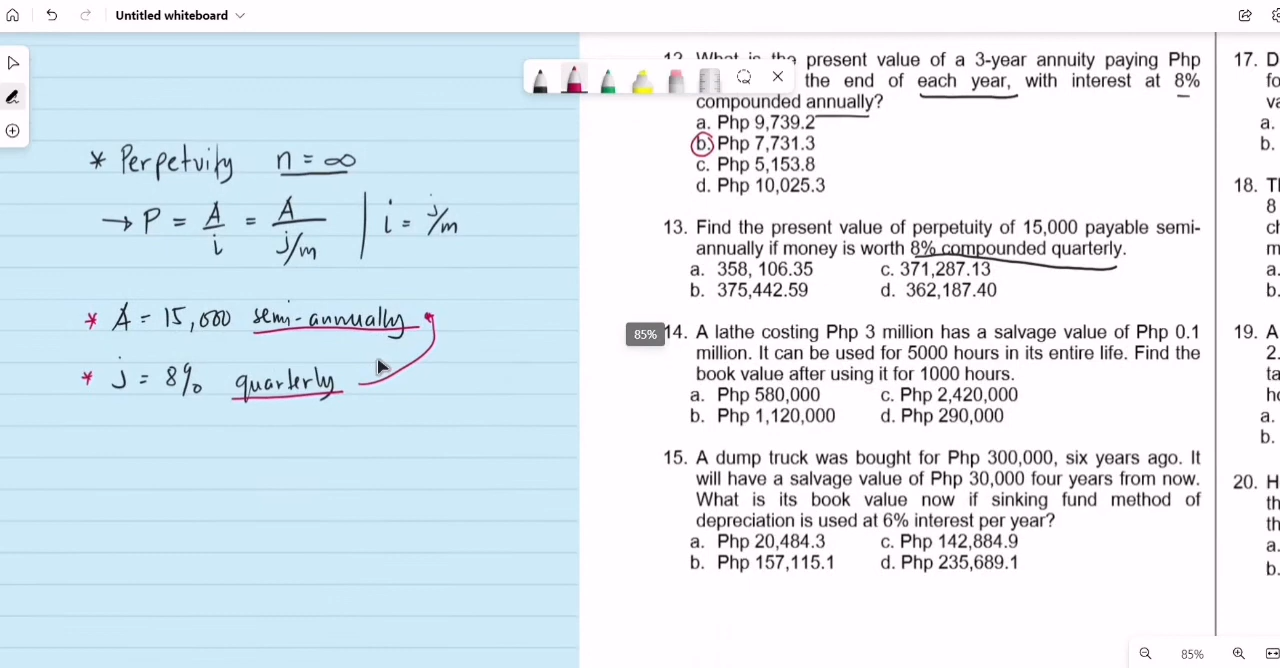 Untitled whiteboard
* Perpetuity n = ∞
→ P = A/i = A/(j/m) | i = j/m
* A = 15,000 semi-annually
* j = 8% quarterly
present value of a 3-year annuity paying Php
the end of each year, with interest at 8%
compounded annually?
a. Php 9,739.2
b. Php 7,731.3
c. Php 5,153.8
d. Php 10,025.3
13. Find the present value of perpetuity of 15,000 payable semi-
annually if money is worth 8% compounded quarterly.
a. 358, 106.35 c. 371,287.13
b. 375,442.59 d. 362,187.40
85%
14. A lathe costing Php 3 million has a salvage value of Php 0.1
million. It can be used for 5000 hours in its entire life. Find the
book value after using it for 1000 hours.
a. Php 580,000 c. Php 2,420,000
b. Php 1,120,000 d. Php 290,000
15. A dump truck was bought for Php 300,000, six years ago. It
will have a salvage value of Php 30,000 four years from now.
What is its book value now if sinking fund method of
depreciation is used at 6% interest per year?
a. Php 20,484.3 c. Php 142,884.9
b. Php 157,115.1 d. Php 235,689.1
17.
a.
b.
18.
8
a.
b.
19. A
2.
a.
b.
20. H
a.
b.
85%